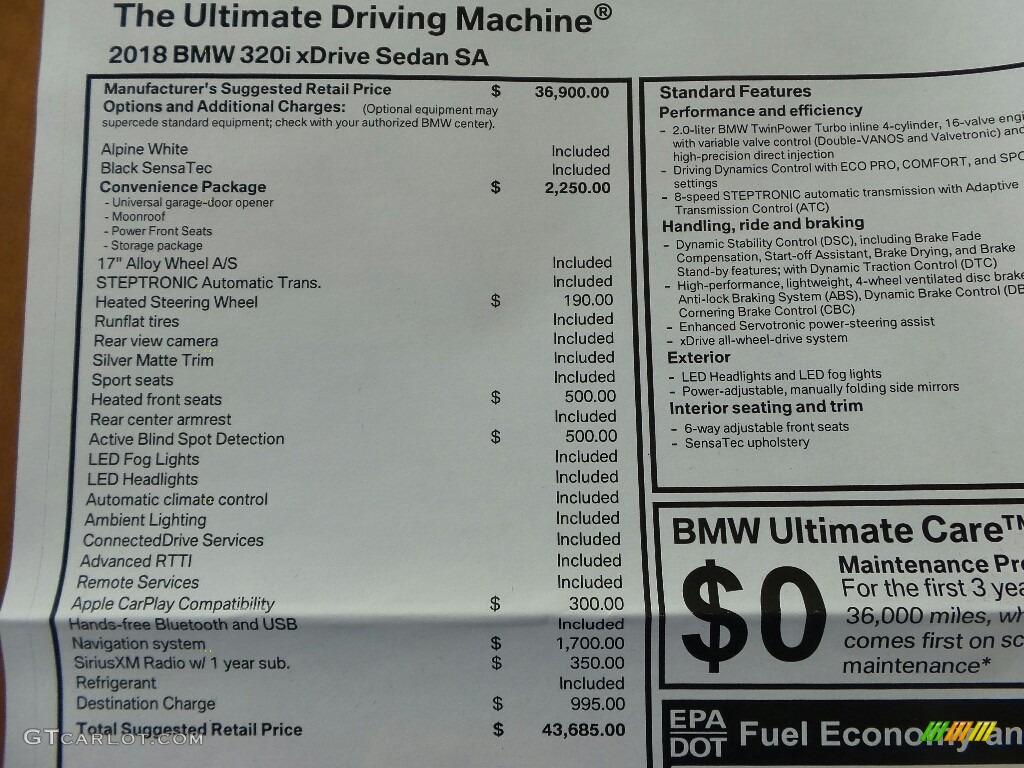 The Ultimate Driving Machine®
2018 BMW 320i xDrive Sedan SA
Manufacturer's Suggested Retail Price $ 36,900.00
Options and Additional Charges: (Optional equipment may
supercede standard equipment; check with your authorized BMW center).
Alpine White Included
Black SensaTec Included
Convenience Package $ 2,250.00
- Universal garage-door opener
- Moonroof
- Power Front Seats
- Storage package
17" Alloy Wheel A/S Included
STEPTRONIC Automatic Trans. Included
Heated Steering Wheel $ 190.00
Runflat tires Included
Rear view camera Included
Silver Matte Trim Included
Sport seats Included
Heated front seats $ 500.00
Rear center armrest Included
Active Blind Spot Detection $ 500.00
LED Fog Lights Included
LED Headlights Included
Automatic climate control Included
Ambient Lighting Included
ConnectedDrive Services Included
Advanced RTTI Included
Remote Services Included
Apple CarPlay Compatibility $ 300.00
Hands-free Bluetooth and USB Included
Navigation system $ 1,700.00
SiriusXM Radio w/ 1 year sub. $ 350.00
Refrigerant Included
Destination Charge $ 995.00
Total Suggested Retail Price $ 43,685.00
Standard Features
Performance and efficiency
- 2.0-liter BMW TwinPower Turbo inline 4-cylinder, 16-valve engi
with variable valve control (Double-VANOS and Valvetronic) and
high-precision direct injection
- Driving Dynamics Control with ECO PRO, COMFORT, and SPO
settings
- 8-speed STEPTRONIC automatic transmission with Adaptive
Transmission Control (ATC)
Handling, ride and braking
- Dynamic Stability Control (DSC), including Brake Fade
Compensation, Start-off Assistant, Brake Drying, and Brake
Stand-by features; with Dynamic Traction Control (DTC)
- High-performance, lightweight, 4-wheel ventilated disc brake
Anti-lock Braking System (ABS), Dynamic Brake Control (DB
Cornering Brake Control (CBC)
- Enhanced Servotronic power-steering assist
- xDrive all-wheel-drive system
Exterior
- LED Headlights and LED fog lights
- Power-adjustable, manually folding side mirrors
Interior seating and trim
- 6-way adjustable front seats
- SensaTec upholstery
BMW Ultimate Care™
$0
Maintenance Pr
For the first 3 yea
36,000 miles, wh
comes first on sc
maintenance*
EPA
DOT
Fuel Economy an
GTCARLOT.COM